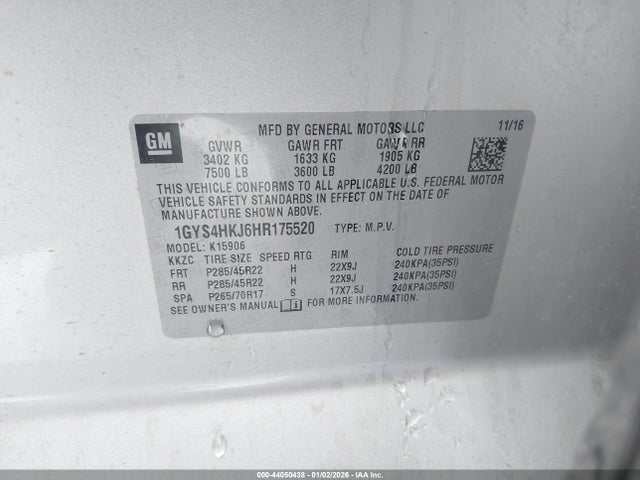 GM
MFD BY GENERAL MOTORS LLC 11/16
GVWR GAWR FRT GAWR RR
3402 KG 1633 KG 1905 KG
7500 LB 3600 LB 4200 LB
THIS VEHICLE CONFORMS TO ALL APPLICABLE U.S. FEDERAL MOTOR
VEHICLE SAFETY STANDARDS IN EFFECT ON THE DATE OF
MANUFACTURE SHOWN ABOVE.
1GYS4HKJ6HR175520 TYPE: M.P.V.
MODEL: K15906
KKZC TIRE SIZE SPEED RTG RIM COLD TIRE PRESSURE
FRT P285/45R22 H 22X9J 240KPA(35PSI)
RR P285/45R22 H 22X9J 240KPA(35PSI)
SPA P265/70R17 S 17X7.5J 240KPA(35PSI)
SEE OWNER'S MANUAL FOR MORE INFORMATION
000-44050438 - 01/02/2026 - IAA Inc.